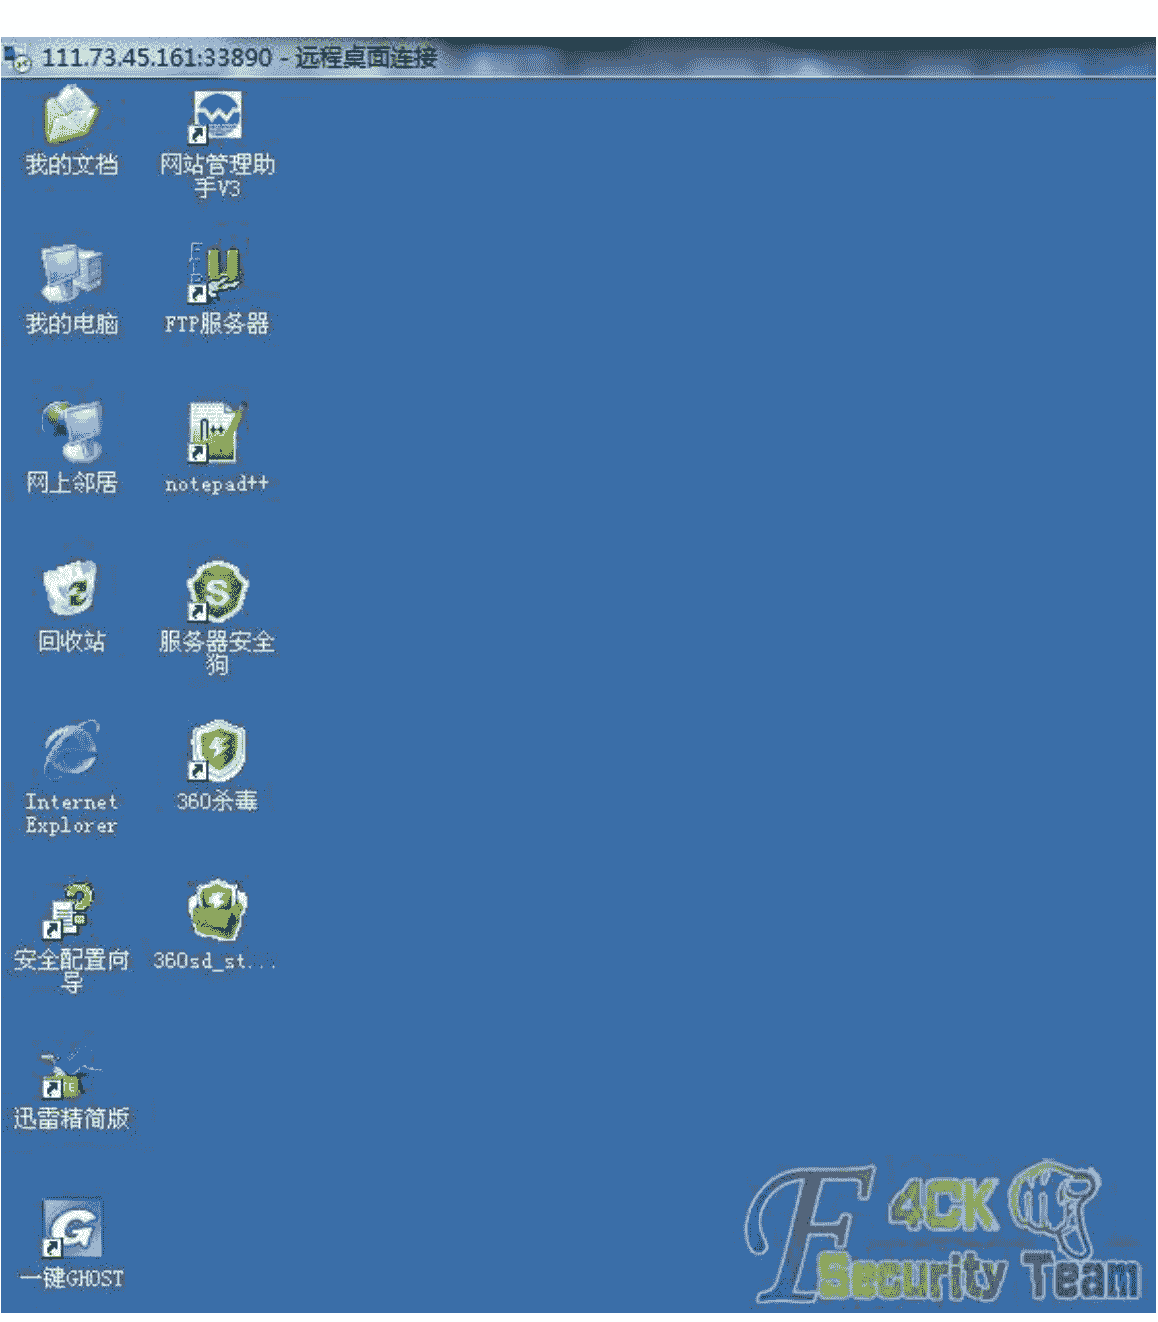 111.73.45.161:33890 - 远程桌面连接
我的文档
网站管理助
手V3
我的电脑
FTP服务器
网上邻居
notepad++
回收站
服务器安全
狗
Internet
Explorer
360杀毒
安全配置向
导
360sd_st...
迅雷精简版
一键GHOST
F4CK
Security Team